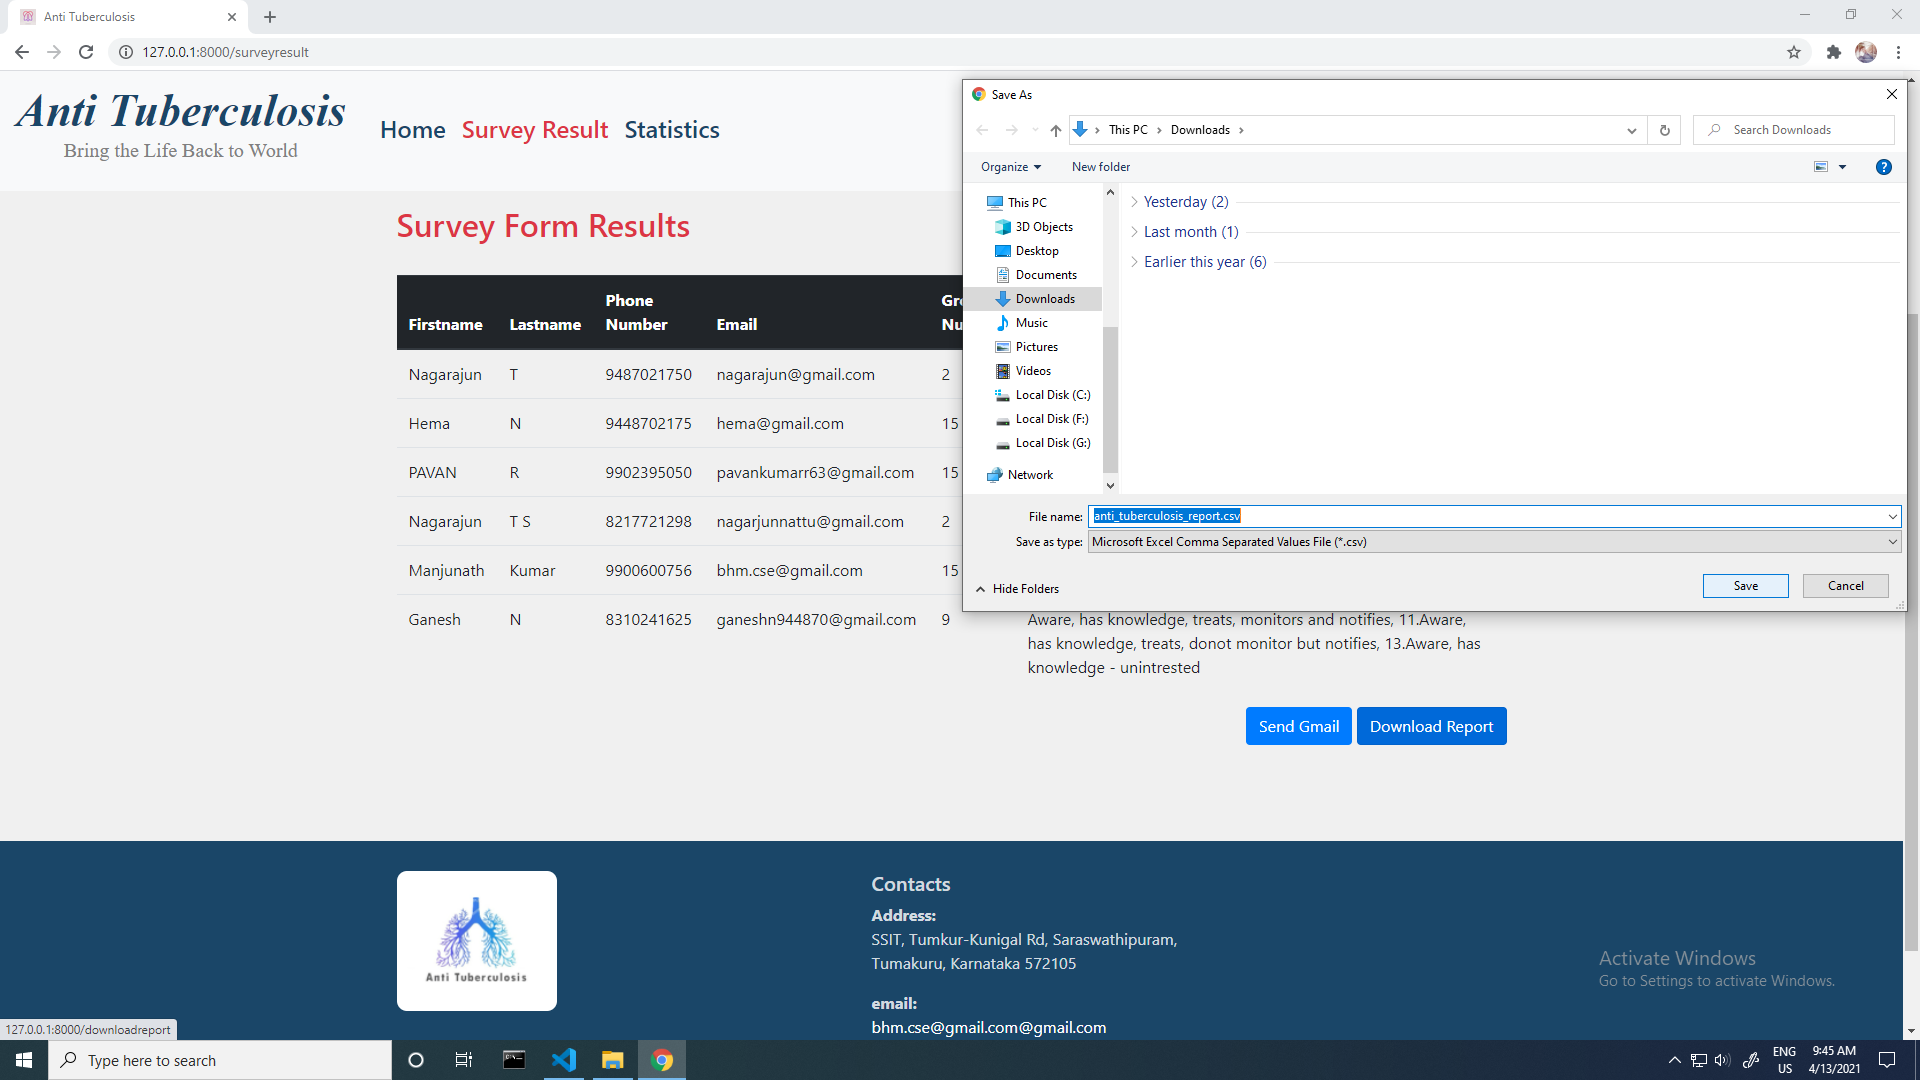 Anti Tuberculosis
127.0.0.1:8000/surveyresult
Anti Tuberculosis
Bring the Life Back to World
Home Survey Result Statistics
Save As
This PC Downloads
Search Downloads
Organize New folder
This PC
3D Objects
Desktop
Documents
Downloads
Music
Pictures
Videos
Local Disk (C:)
Local Disk (F:)
Local Disk (G:)
Network
Yesterday (2)
Last month (1)
Earlier this year (6)
File name: anti_tuberculosis_report.csv
Save as type: Microsoft Excel Comma Separated Values File (*.csv)
Hide Folders Save Cancel
Survey Form Results
Firstname Lastname Phone Number Email
Nagarajun T 9487021750 nagarajun@gmail.com 2
Hema N 9448702175 hema@gmail.com 15
PAVAN R 9902395050 pavankumarr63@gmail.com 15
Nagarajun T S 8217721298 nagarjunnattu@gmail.com 2
Manjunath Kumar 9900600756 bhm.cse@gmail.com 15
Ganesh N 8310241625 ganeshn944870@gmail.com 9
Aware, has knowledge, treats, monitors and notifies, 11.Aware,
has knowledge, treats, donot monitor but notifies, 13.Aware, has
knowledge - unintrested
Send Gmail Download Report
Anti Tuberculosis
Contacts
Address:
SSIT, Tumkur-Kunigal Rd, Saraswathipuram,
Tumakuru, Karnataka 572105
email:
bhm.cse@gmail.com@gmail.com
Activate Windows
Go to Settings to activate Windows.
127.0.0.1:8000/downloadreport
Type here to search
ENG
US
9:45 AM
4/13/2021